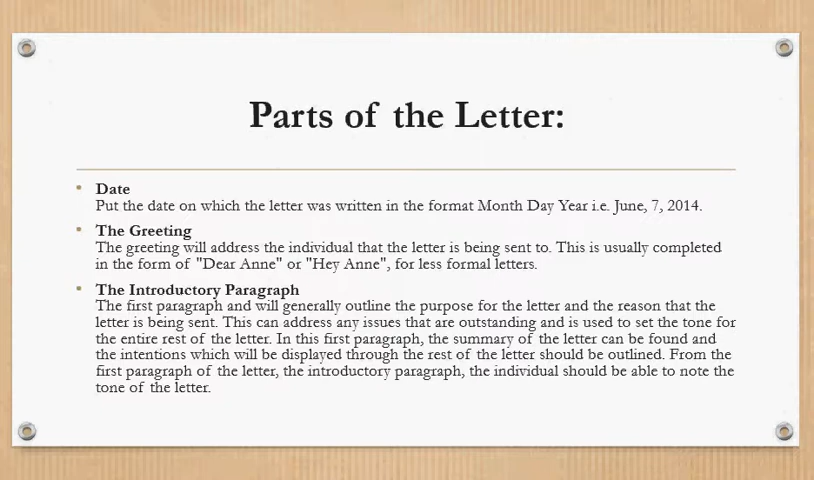 Parts of the Letter:
• Date
Put the date on which the letter was written in the format Month Day Year i.e. June, 7, 2014.
• The Greeting
The greeting will address the individual that the letter is being sent to. This is usually completed
in the form of "Dear Anne" or "Hey Anne", for less formal letters.
• The Introductory Paragraph
The first paragraph and will generally outline the purpose for the letter and the reason that the
letter is being sent. This can address any issues that are outstanding and is used to set the tone for
the entire rest of the letter. In this first paragraph, the summary of the letter can be found and
the intentions which will be displayed through the rest of the letter should be outlined. From the
first paragraph of the letter, the introductory paragraph, the individual should be able to note the
tone of the letter.